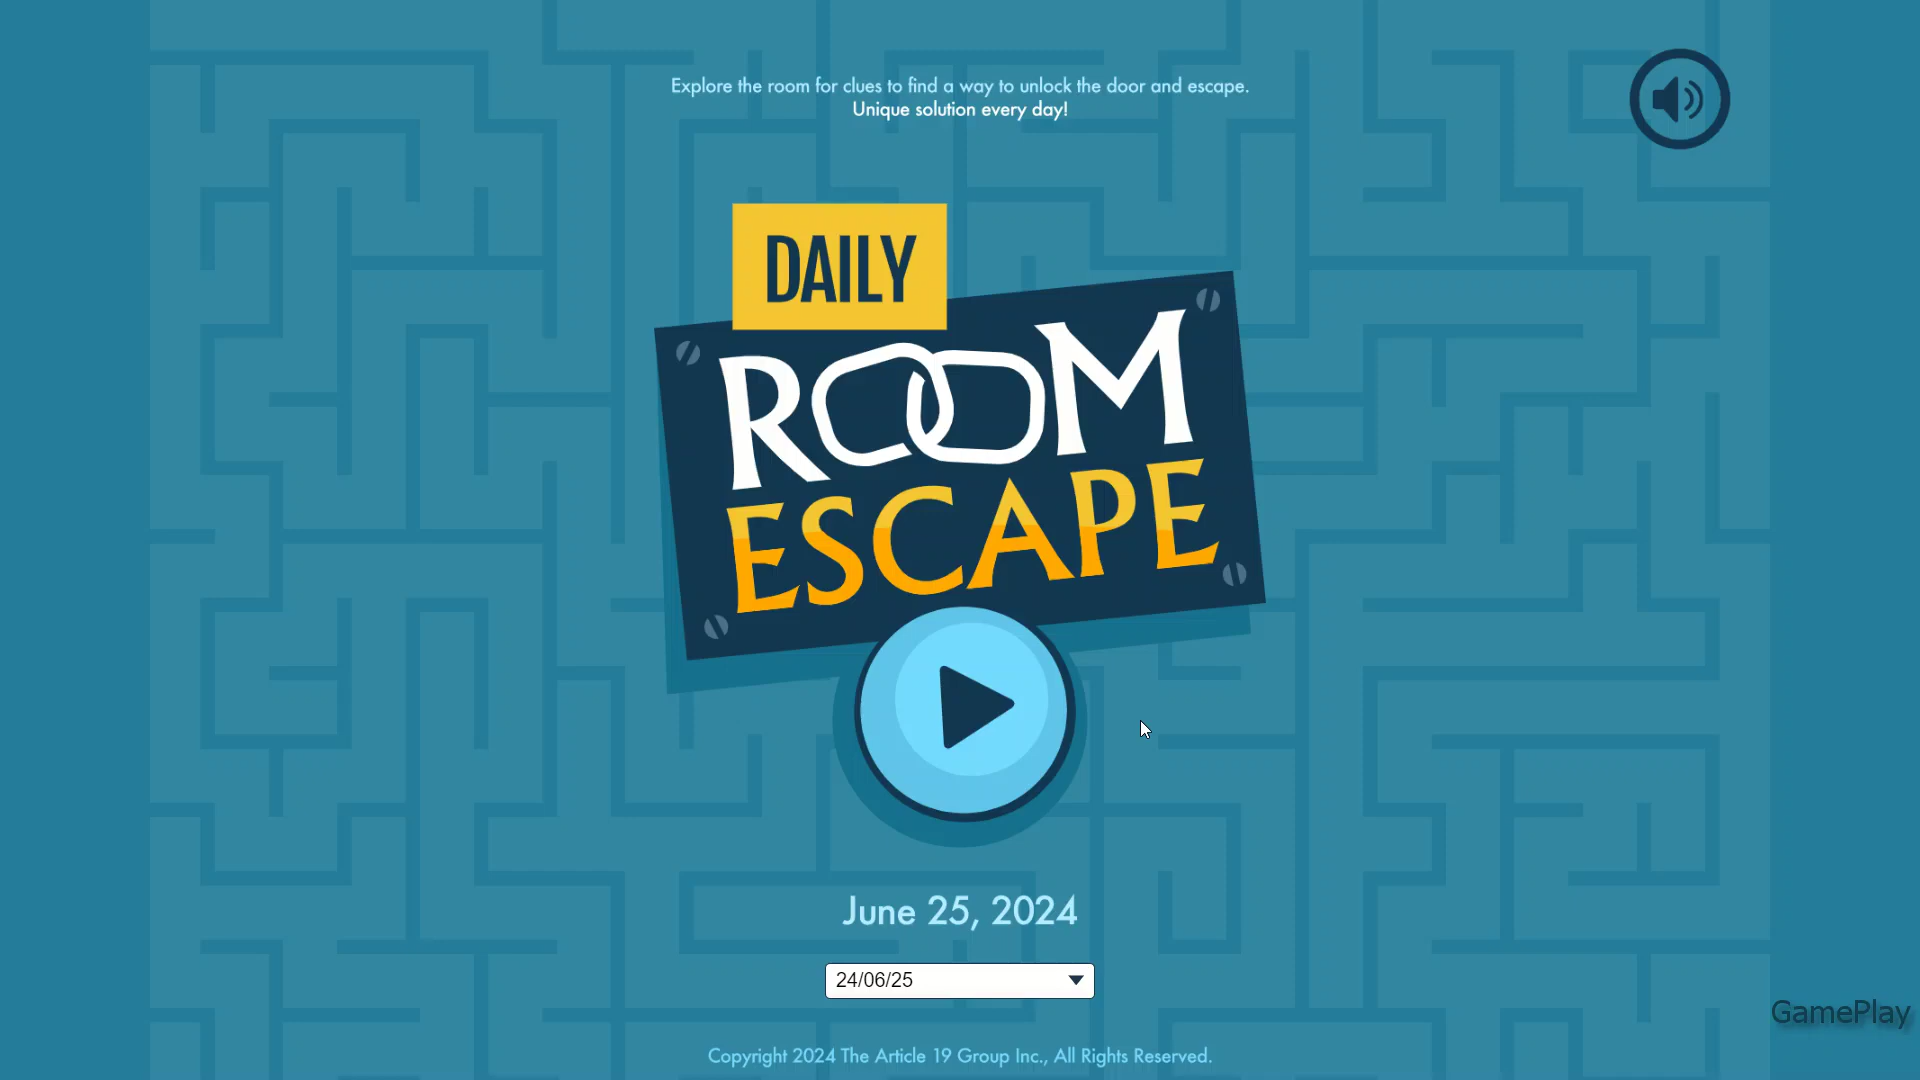 Explore the room for clues to find a way to unlock the door and escape.
Unique solution every day!
DAILY
ROOM
ESCAPE
June 25, 2024
24/06/25
GamePlay
Copyright 2024 The Article 19 Group Inc., All Rights Reserved.